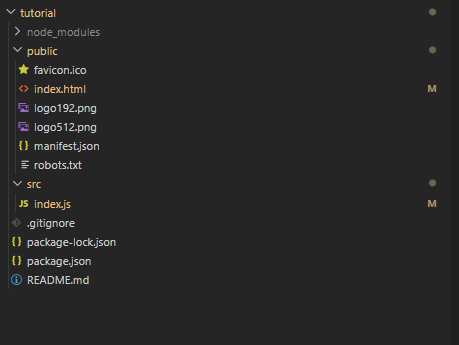 tutorial
node_modules
public
favicon.ico
index.html M
logo192.png
logo512.png
manifest.json
robots.txt
src
index.js M
.gitignore
package-lock.json
package.json
README.md